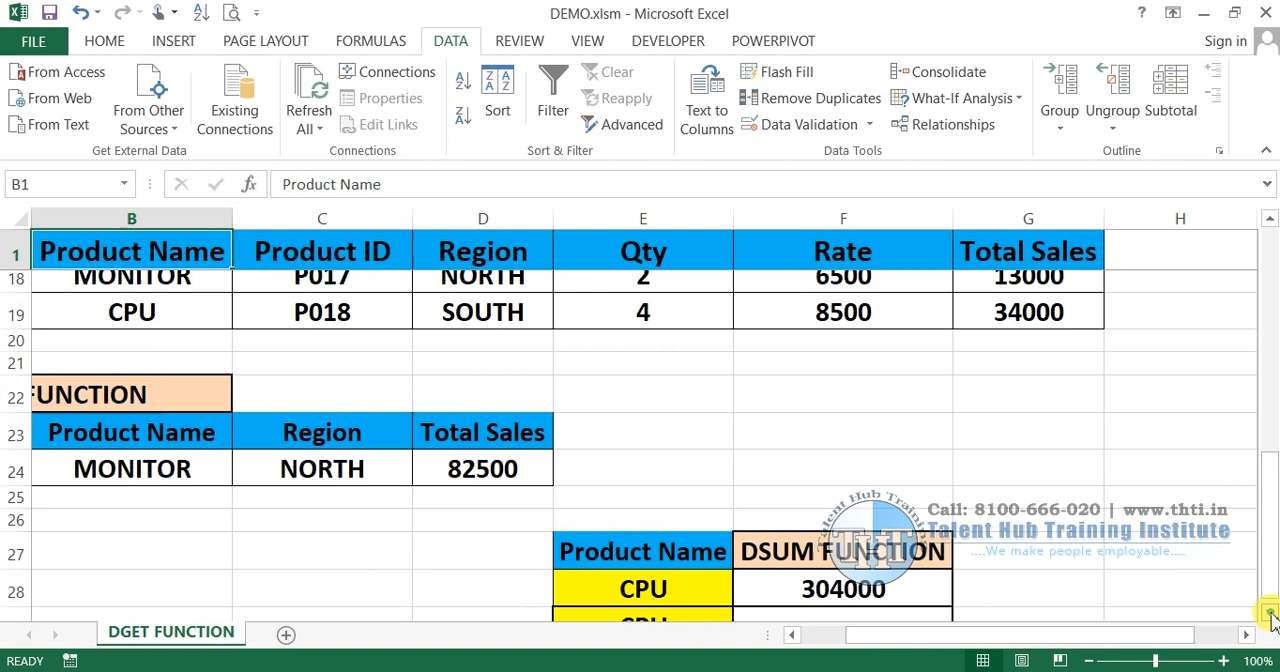 DEMO.xlsm - Microsoft Excel
?
FILE HOME INSERT PAGE LAYOUT FORMULAS DATA REVIEW VIEW DEVELOPER POWERPIVOT Sign in
From Access
From Web
From Text
From Other
Sources
Existing
Connections
Get External Data
Refresh
All
Connections
Properties
Edit Links
Connections
Sort
Filter
Clear
Reapply
Advanced
Sort & Filter
Text to
Columns
Flash Fill
Remove Duplicates
Data Validation
Consolidate
What-If Analysis
Relationships
Data Tools
Group
Ungroup
Subtotal
Outline
B1 fx Product Name
B C D E F G H
1 Product Name Product ID Region Qty Rate Total Sales
18 MONITOR P017 NORTH 2 6500 13000
19 CPU P018 SOUTH 4 8500 34000
20
21
22 FUNCTION
23 Product Name Region Total Sales
24 MONITOR NORTH 82500
25
26
27 Product Name DSUM FUNCTION
28 CPU 304000
Talent Hub Training
THTI
Call: 8100-666-020 | www.thti.in
Talent Hub Training Institute
....We make people employable.....
DGET FUNCTION
READY 100%